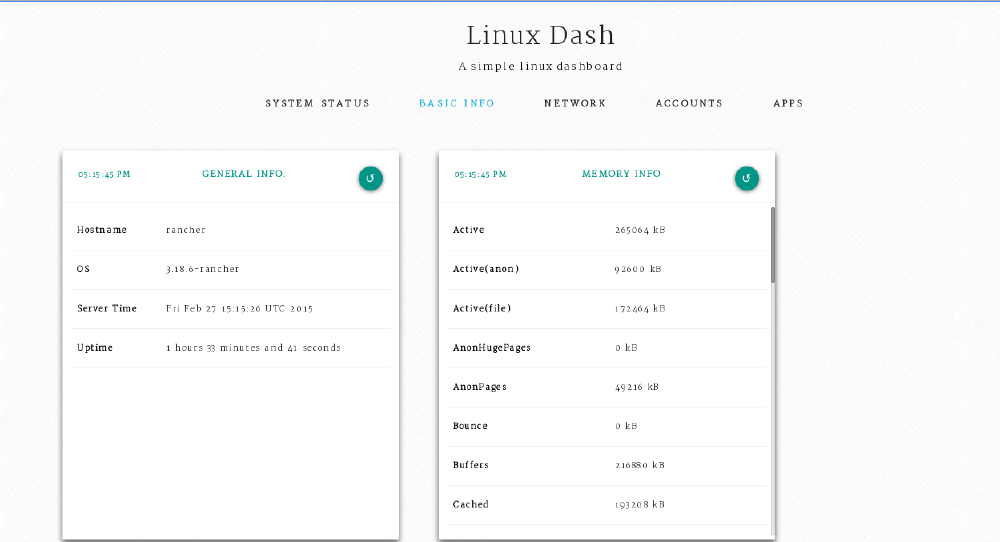 Linux Dash
A simple linux dashboard
SYSTEM STATUS BASIC INFO NETWORK ACCOUNTS APPS
05:15:45 PM GENERAL INFO.
Hostname rancher
OS 3.18.6-rancher
Server Time Fri Feb 27 15:15:26 UTC 2015
Uptime 1 hours 33 minutes and 41 seconds
05:15:45 PM MEMORY INFO
Active 265064 kB
Active(anon) 92600 kB
Active(file) 172464 kB
AnonHugePages 0 kB
AnonPages 49216 kB
Bounce 0 kB
Buffers 216880 kB
Cached 193208 kB